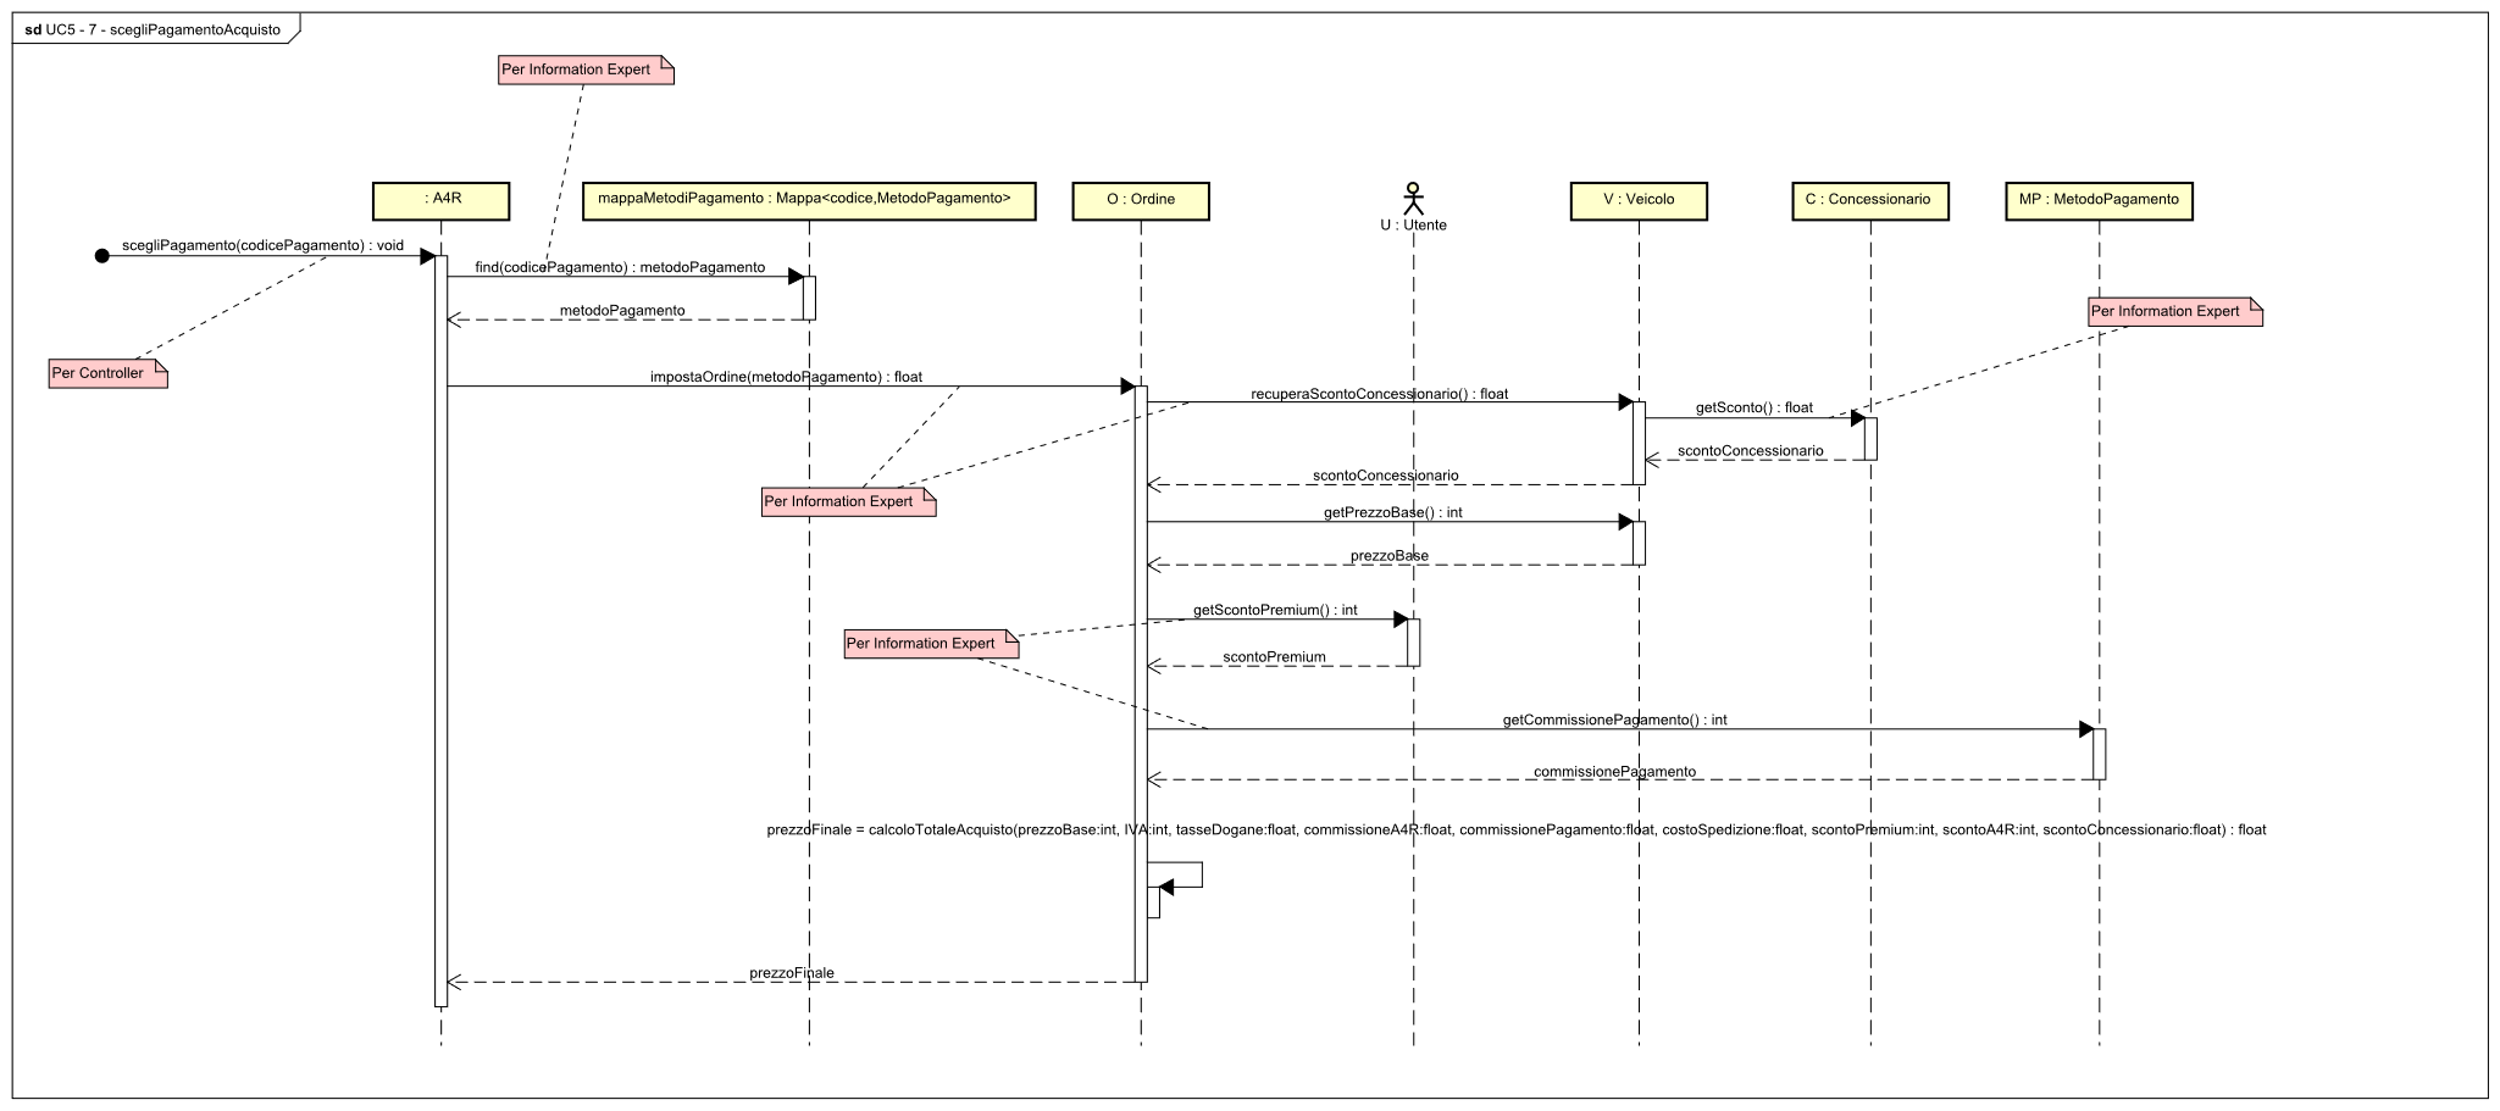 sd UC5 - 7 - scegliPagamentoAcquisto
Per Information Expert
: A4R
mappaMetodiPagamento : Mappa<codice,MetodoPagamento>
O : Ordine
U : Utente
V : Veicolo
C : Concessionario
MP : MetodoPagamento
scegliPagamento(codicePagamento) : void
find(codicePagamento) : metodoPagamento
metodoPagamento
Per Information Expert
Per Controller
impostaOrdine(metodoPagamento) : float
recuperaScontoConcessionario() : float
getSconto() : float
scontoConcessionario
scontoConcessionario
Per Information Expert
getPrezzoBase() : int
prezzoBase
getScontoPremium() : int
Per Information Expert
scontoPremium
getCommissionePagamento() : int
commissionePagamento
prezzoFinale = calcoloTotaleAcquisto(prezzoBase:int, IVA:int, tasseDogane:float, commissioneA4R:float, commissionePagamento:float, costoSpedizione:float, scontoPremium:int, scontoA4R:int, scontoConcessionario:float) : float
prezzoFinale